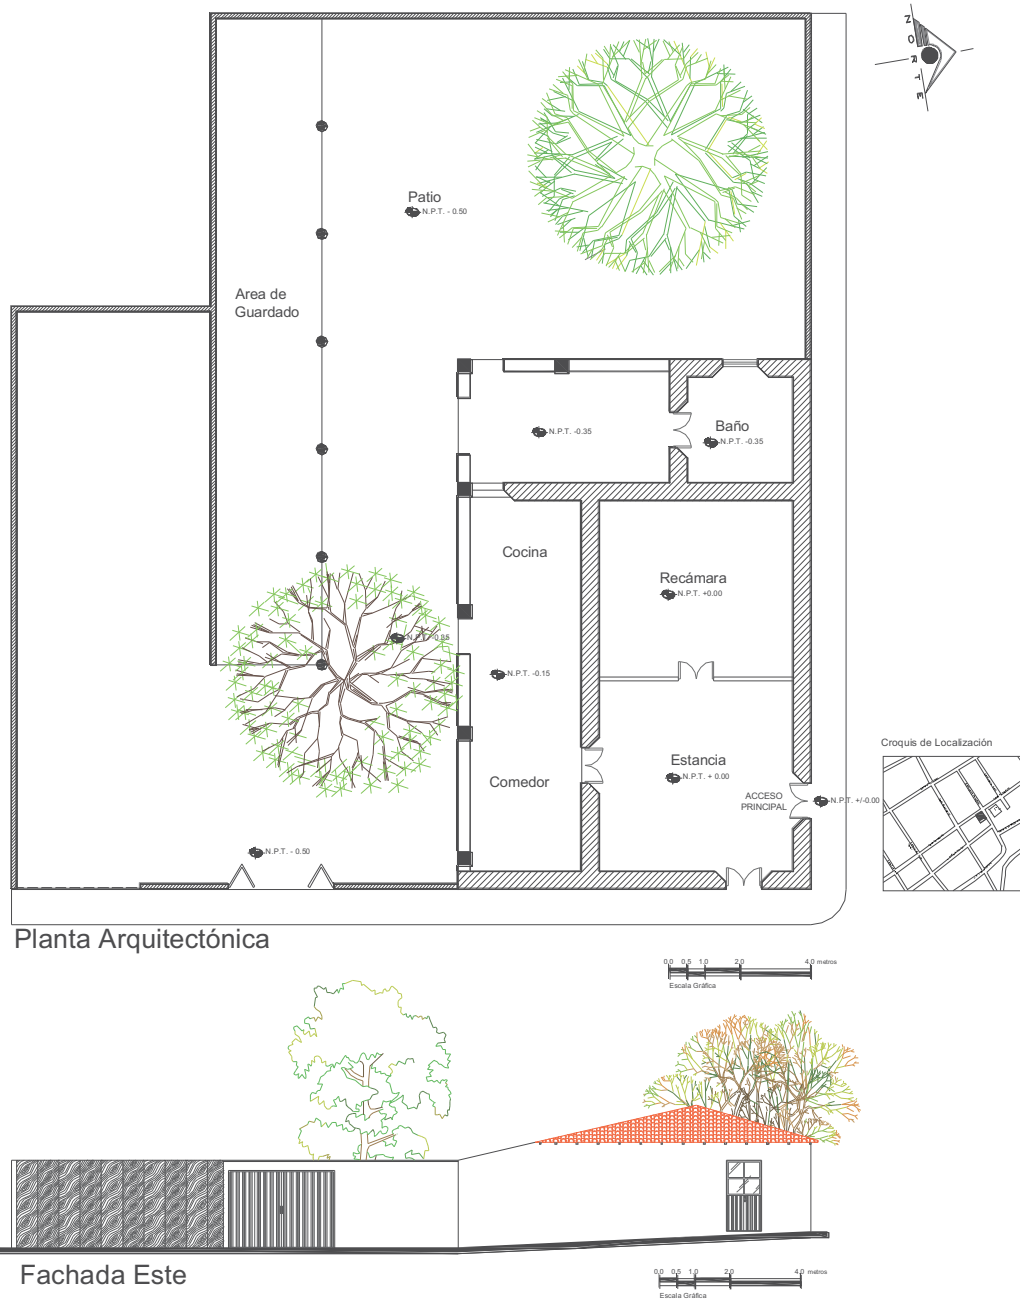 NORTE
Patio
N.P.T. - 0.50
Area de
Guardado
N.P.T. -0.35
Baño
N.P.T. -0.35
Cocina
Recámara
N.P.T. +0.00
N.P.T. -0.15
Croquis de Localización
Estancia
N.P.T. + 0.00
Comedor
ACCESO
PRINCIPAL
N.P.T. +/-0.00
N.P.T. - 0.50
Planta Arquitectónica
0.0 0.5 1.0 2.0 4.0 metros
Escala Gráfica
Fachada Este
0.0 0.5 1.0 2.0 4.0 metros
Escala Gráfica